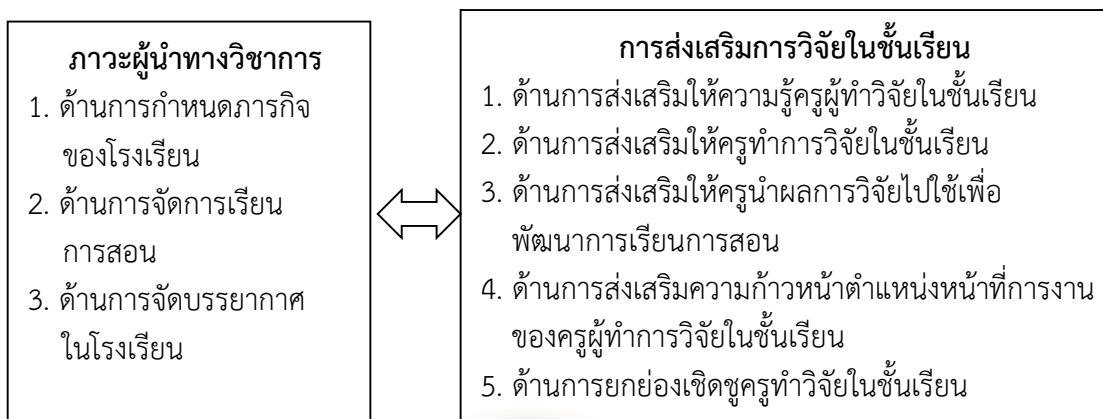 ภาวะผู้นำทางวิชาการ
1. ด้านการกำหนดภารกิจ
ของโรงเรียน
2. ด้านการจัดการเรียน
การสอน
3. ด้านการจัดบรรยากาศ
ในโรงเรียน
การส่งเสริมการวิจัยในชั้นเรียน
1. ด้านการส่งเสริมให้ความรู้ครูผู้ทำวิจัยในชั้นเรียน
2. ด้านการส่งเสริมให้ครูทำการวิจัยในชั้นเรียน
3. ด้านการส่งเสริมให้ครูนำผลการวิจัยไปใช้เพื่อ
พัฒนาการเรียนการสอน
4. ด้านการส่งเสริมความก้าวหน้าตำแหน่งหน้าที่การงาน
ของครูผู้ทำการวิจัยในชั้นเรียน
5. ด้านการยกย่องเชิดชูครูทำวิจัยในชั้นเรียน